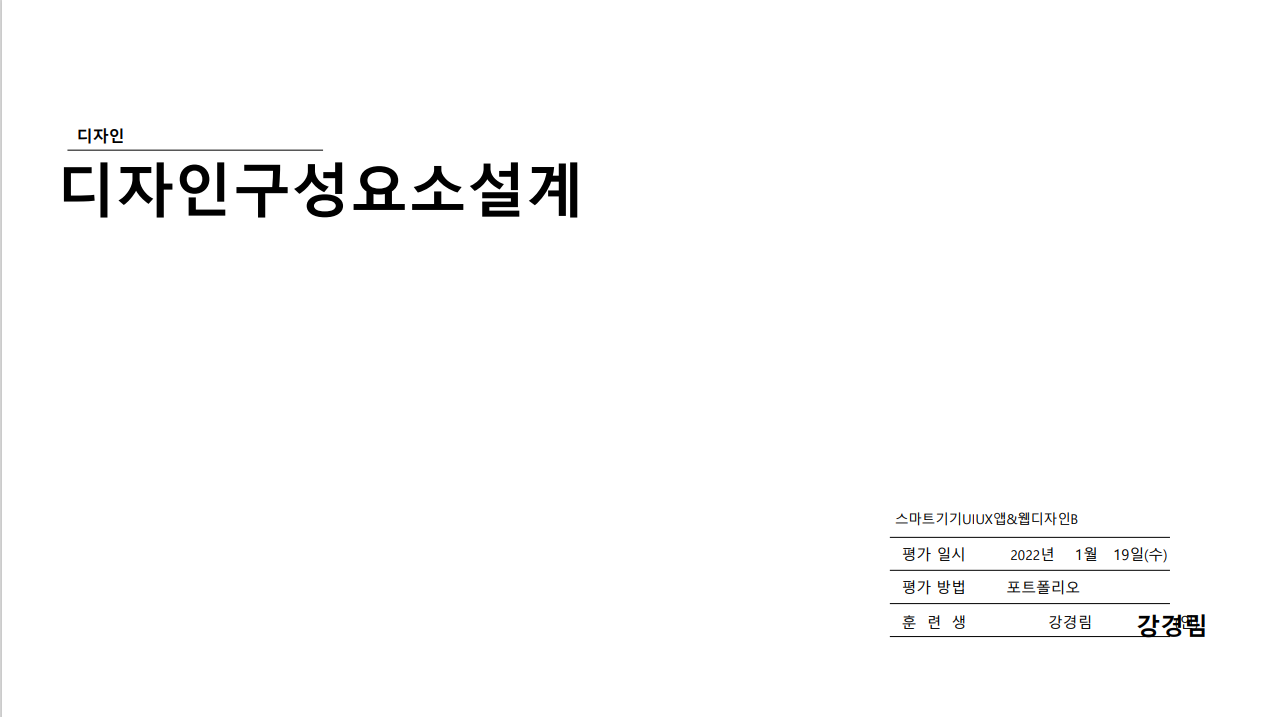 디자인
디자인구성요소설계
스마트기기UIUX앱&웹디자인B
평가 일시 2022년 1월 19일(수)
평가 방법 포트폴리오
훈 련 생 강경림 강경림